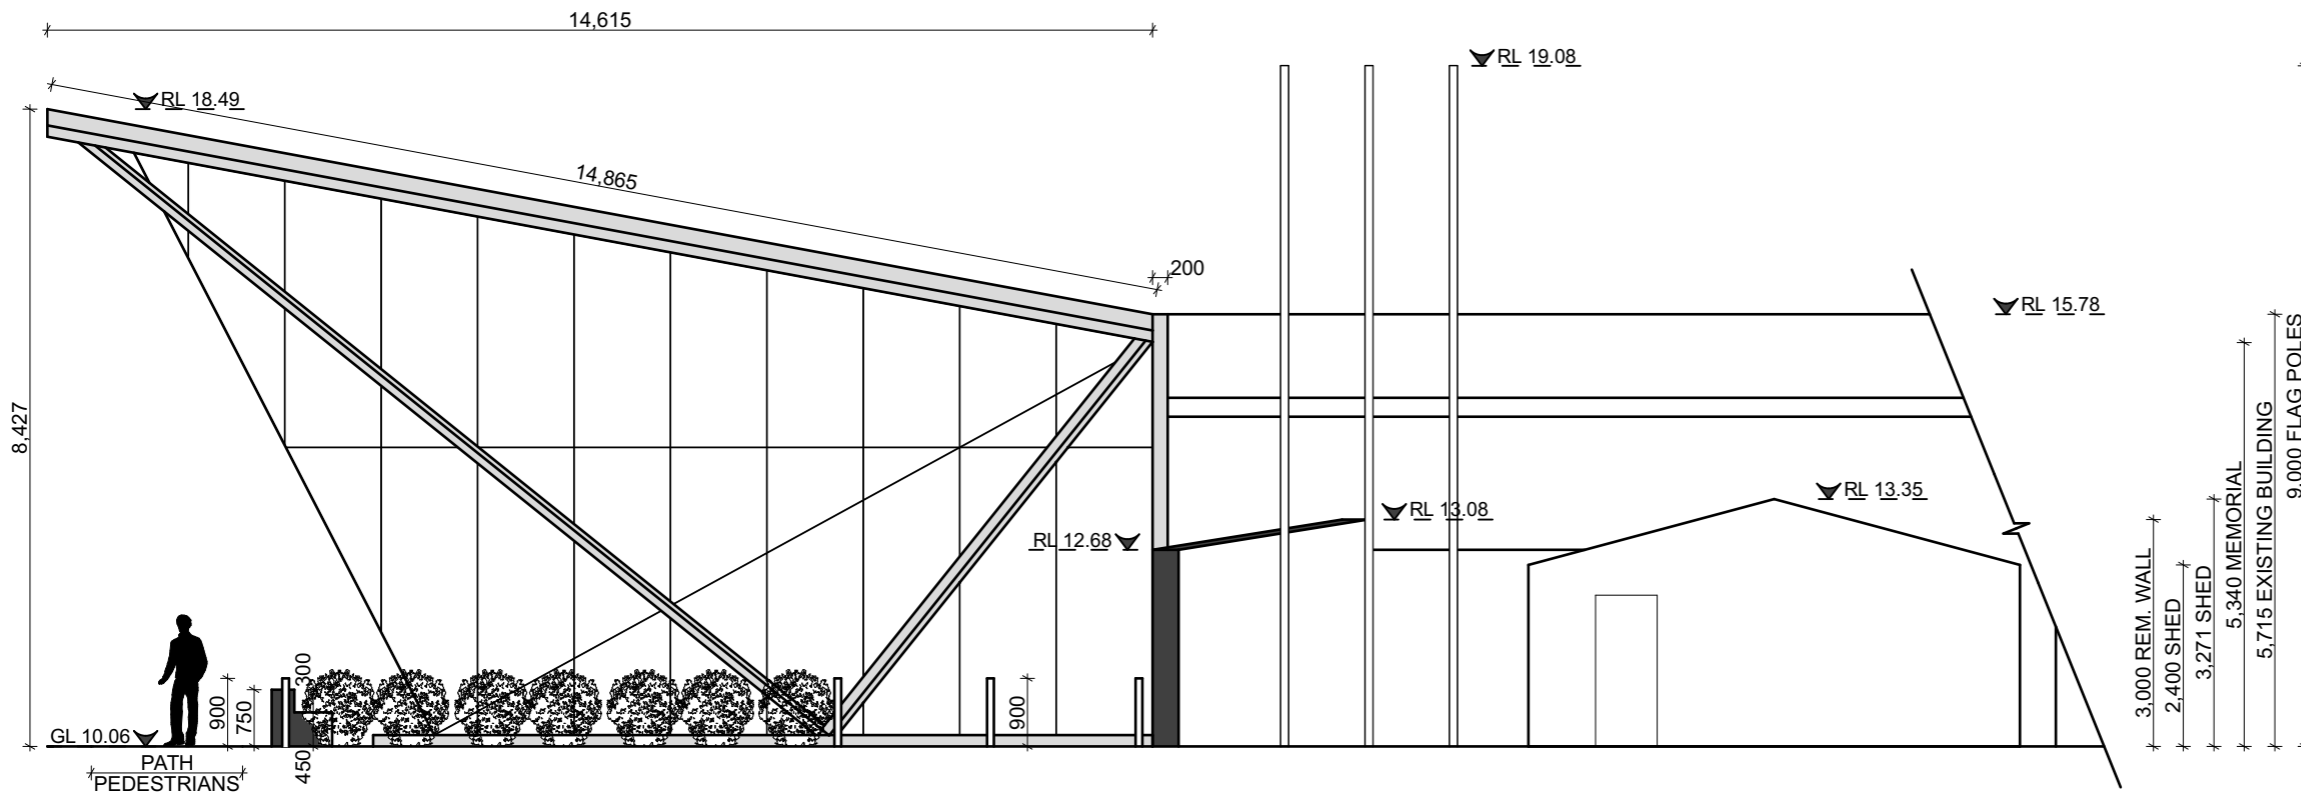 14,615
RL 19.08
RL 18.49
14,865
200
RL 15.78
8,427
RL 13.35
RL 13.08
RL 12.68
300
900
750
450
900
GL 10.06
PATH
PEDESTRIANS
3,000 REM. WALL
2,400 SHED
3,271 SHED
5,340 MEMORIAL
5,715 EXISTING BUILDING
9,000 FLAG POLES